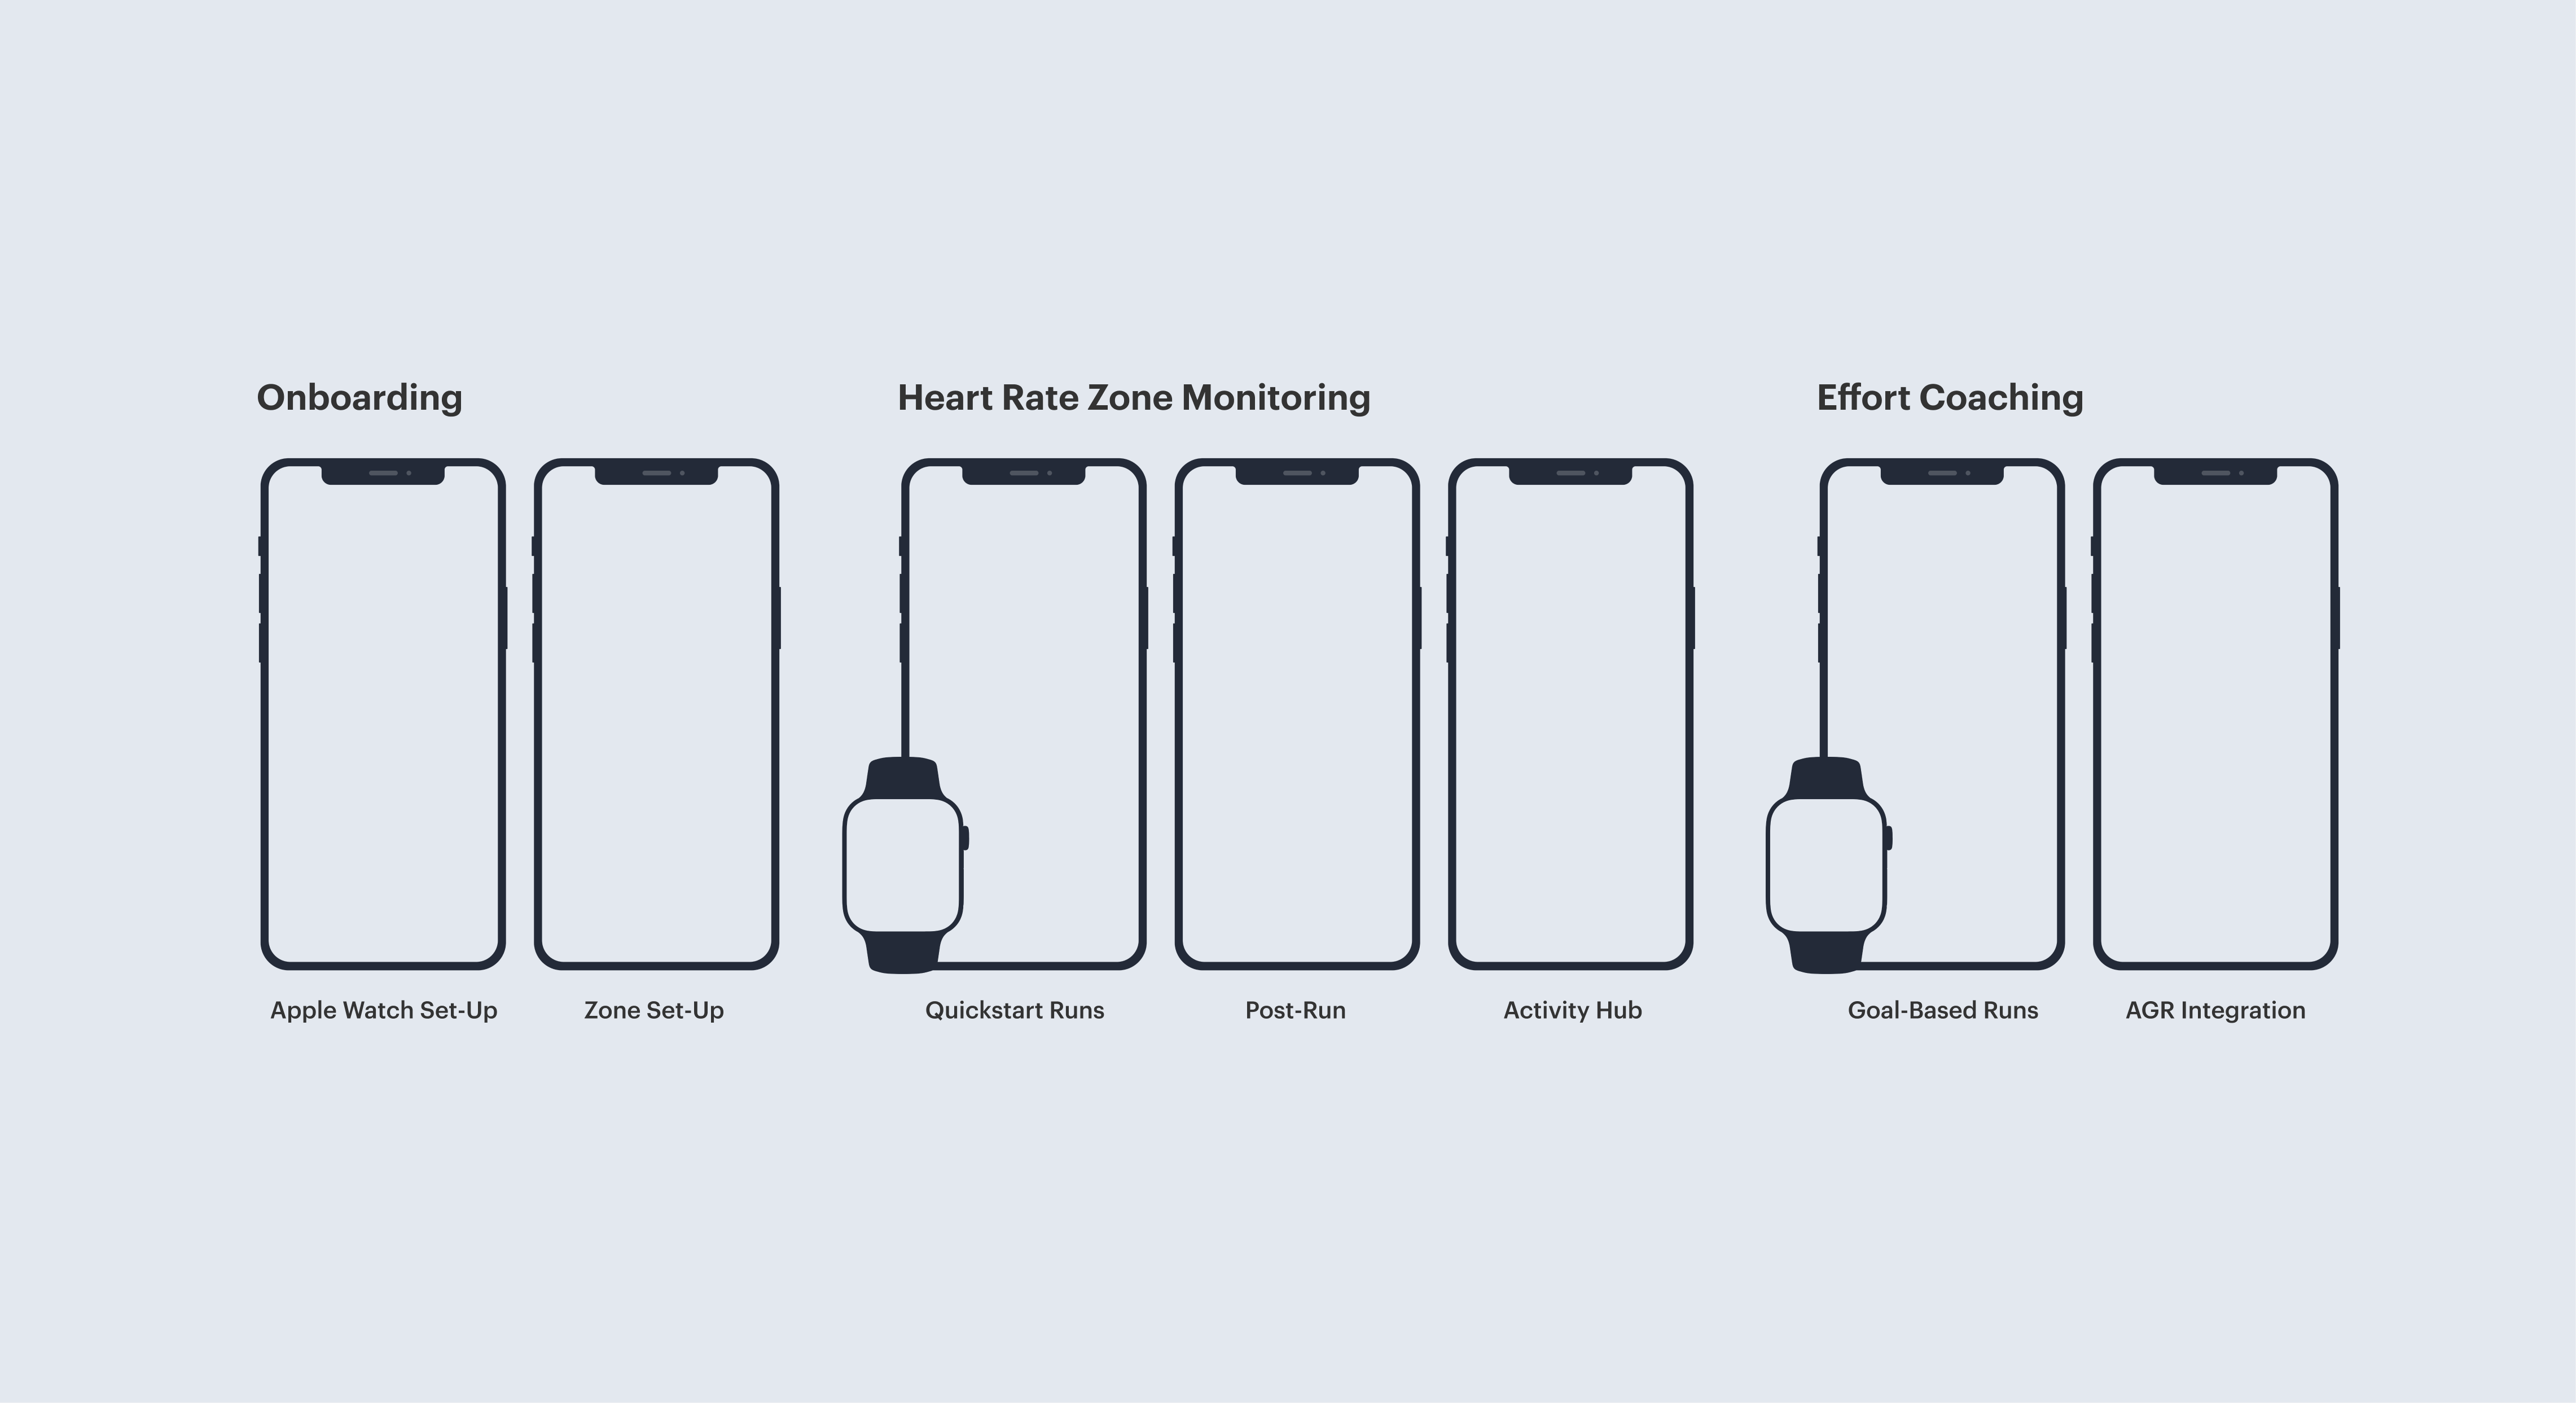 Onboarding
Heart Rate Zone Monitoring
Effort Coaching
Apple Watch Set-Up
Zone Set-Up
Quickstart Runs
Post-Run
Activity Hub
Goal-Based Runs
AGR Integration